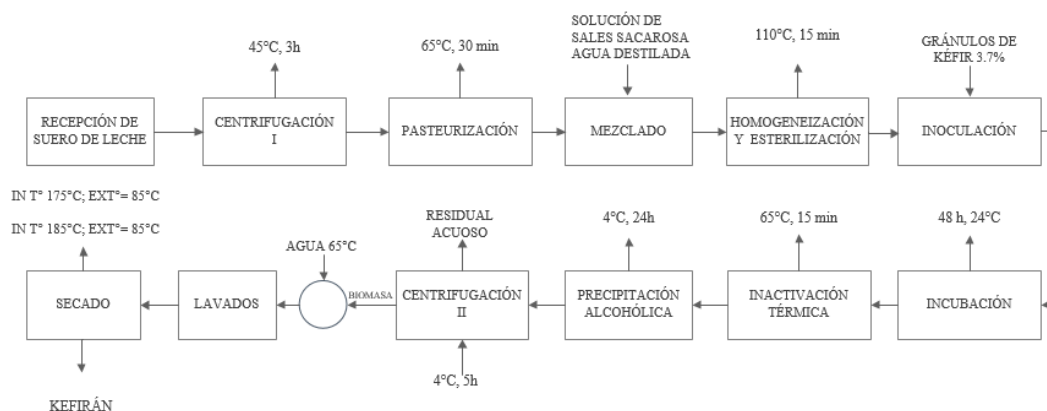 SOLUCIÓN DE
SALES SACAROSA
AGUA DESTILADA
45°C, 3h
65°C, 30 min
110°C, 15 min
GRÁNULOS DE
KÉFIR 3.7%
RECEPCIÓN DE
SUERO DE LECHE
CENTRIFUGACIÓN
I
PASTEURIZACIÓN
MEZCLADO
HOMOGENEIZACIÓN
Y ESTERILIZACIÓN
INOCULACIÓN
IN T° 175°C; EXT°= 85°C
IN T° 185°C; EXT°= 85°C
AGUA 65°C
RESIDUAL
ACUOSO
4°C, 24h
65°C, 15 min
48 h, 24°C
SECADO
LAVADOS
BIOMASA
CENTRIFUGACIÓN
II
PRECIPITACIÓN
ALCOHÓLICA
INACTIVACIÓN
TÉRMICA
INCUBACIÓN
4°C, 5h
KEFIRÁN